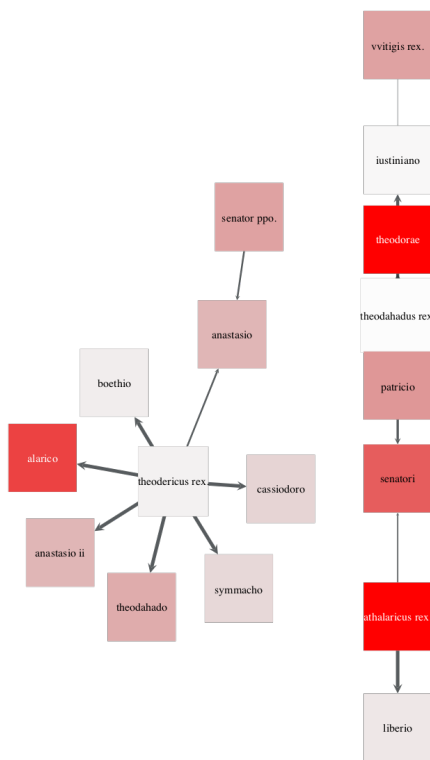 vvitigis rex.
iustiniano
senator ppo.
theodorae
theodahadus rex
anastasio
boethio
patricio
alarico
theodericus rex.
cassiodoro
senatori
anastasio ii
symmacho
theodahado
athalaricus rex.
liberio